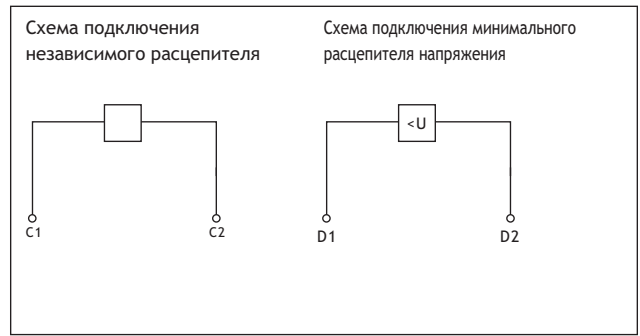 Схема подключения
независимого расцепителя
Схема подключения минимального
расцепителя напряжения
<U
C1
C2
D1
D2